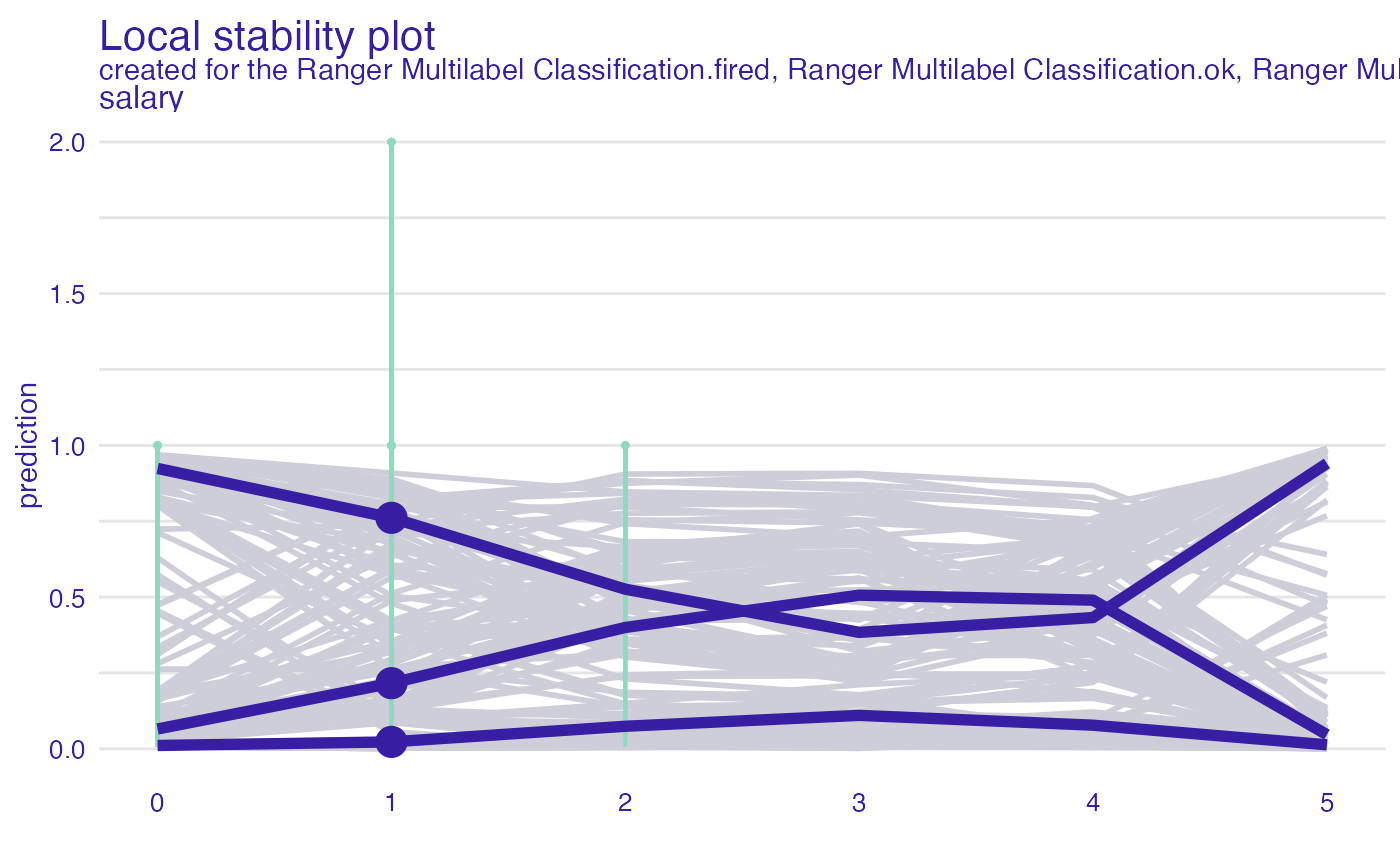 Local stability plot
created for the Ranger Multilabel Classification.fired, Ranger Multilabel Classification.ok, Ranger Mul
salary
2.0
1.5
1.0
0.5
0.0
prediction
0 1 2 3 4 5